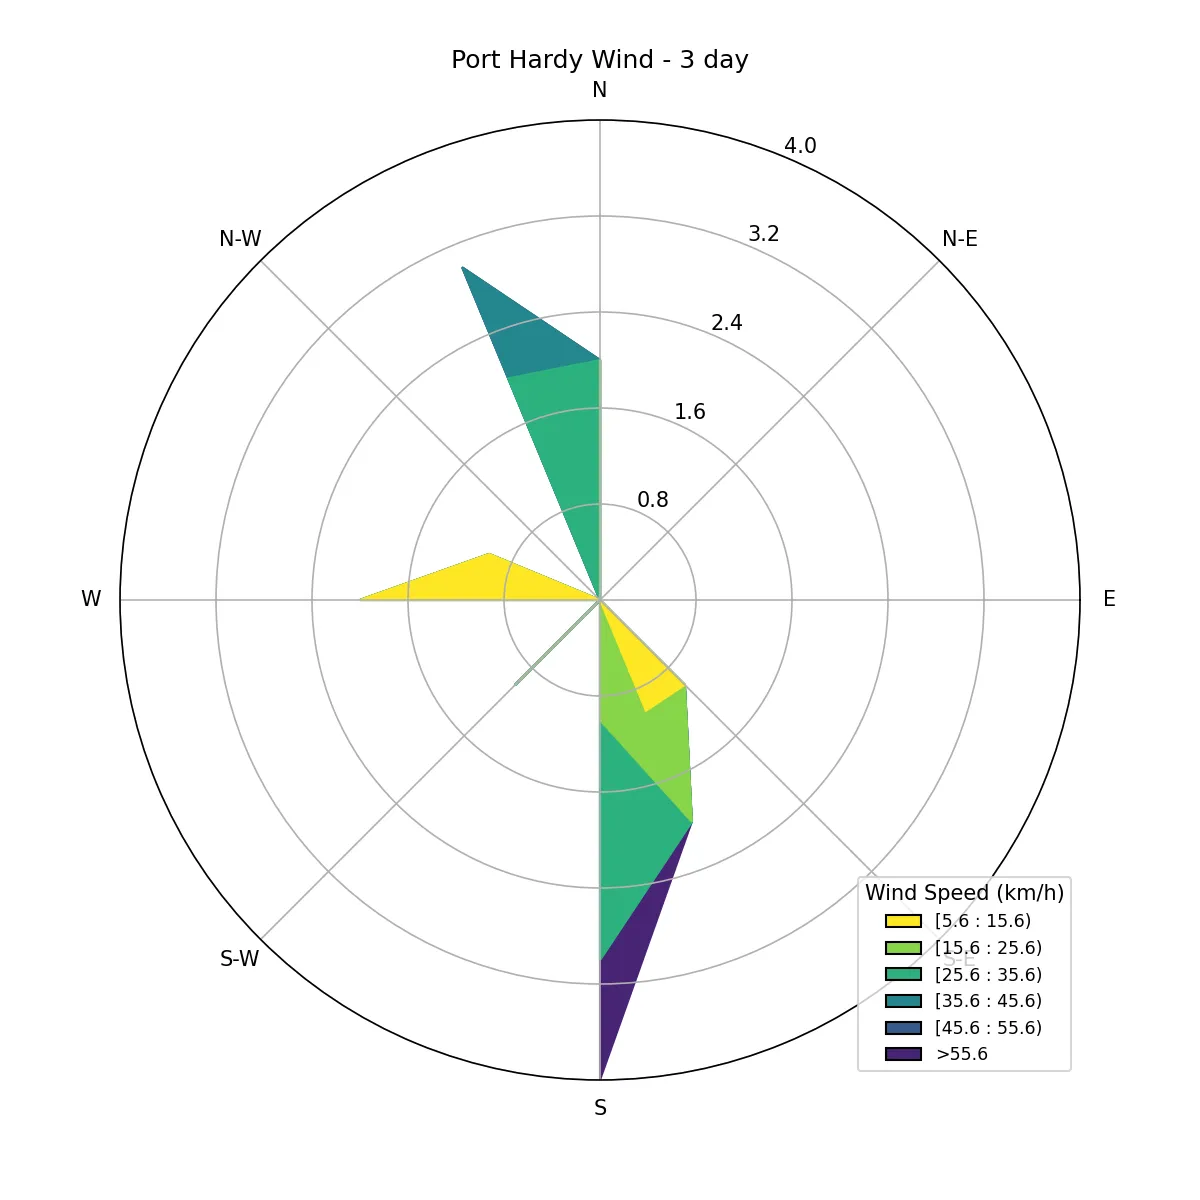 Port Hardy Wind - 3 day
N
4.0
N-W
N-E
3.2
2.4
1.6
0.8
W
E
Wind Speed (km/h)
[5.6 : 15.6)
[15.6 : 25.6)
S-W
S-E
[25.6 : 35.6)
[35.6 : 45.6)
[45.6 : 55.6)
>55.6
S